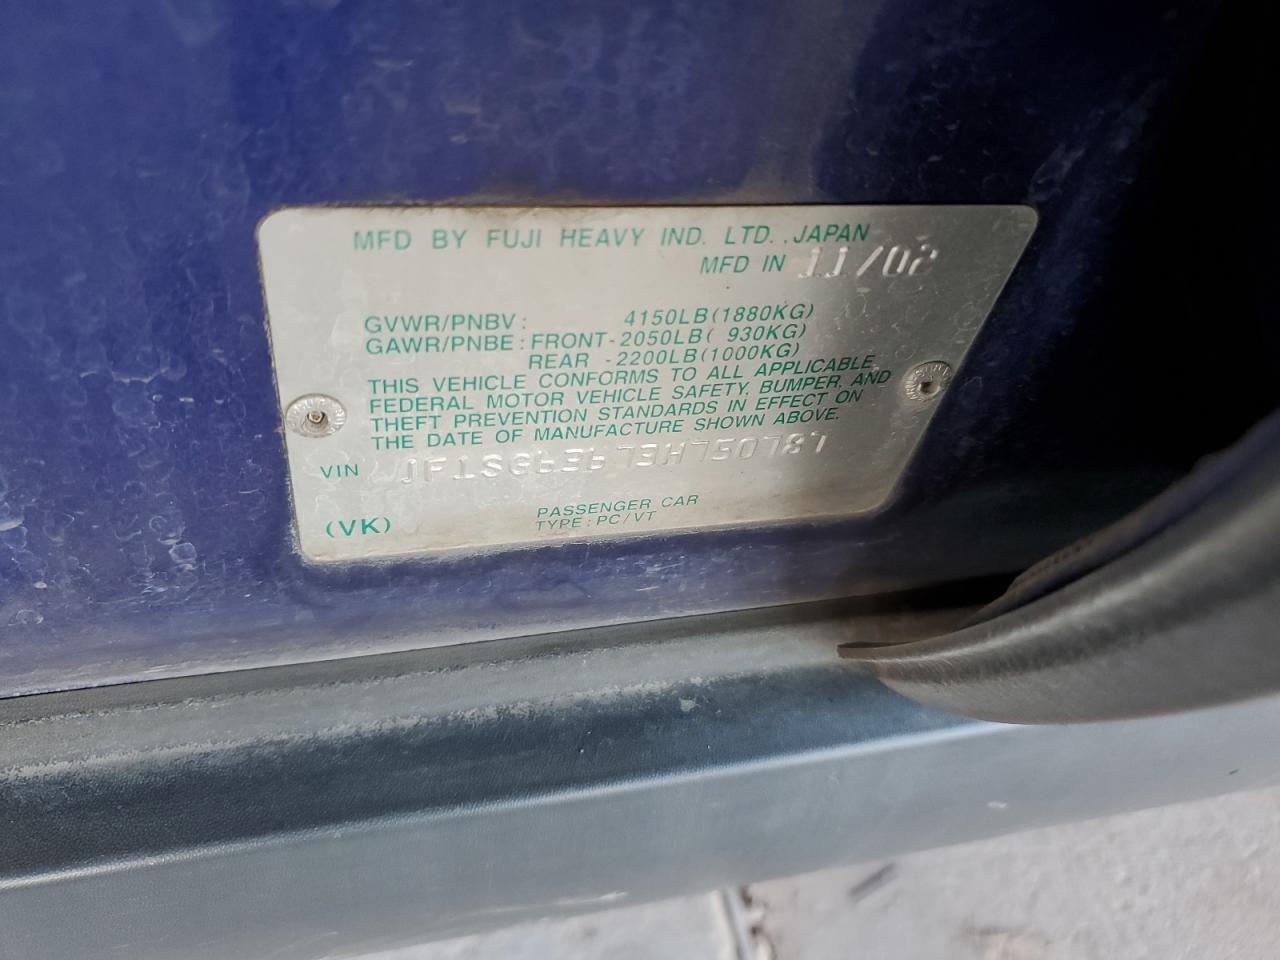 MFD BY FUJI HEAVY IND. LTD., JAPAN
MFD IN 11/02
GVWR/PNBV: 4150LB(1880KG)
GAWR/PNBE: FRONT-2050LB( 930KG)
REAR -2200LB(1000KG)
THIS VEHICLE CONFORMS TO ALL APPLICABLE
FEDERAL MOTOR VEHICLE SAFETY, BUMPER, AND
THEFT PREVENTION STANDARDS IN EFFECT ON
THE DATE OF MANUFACTURE SHOWN ABOVE.
VIN JF1SG63673H750787
PASSENGER CAR
(VK) TYPE: PC/VT